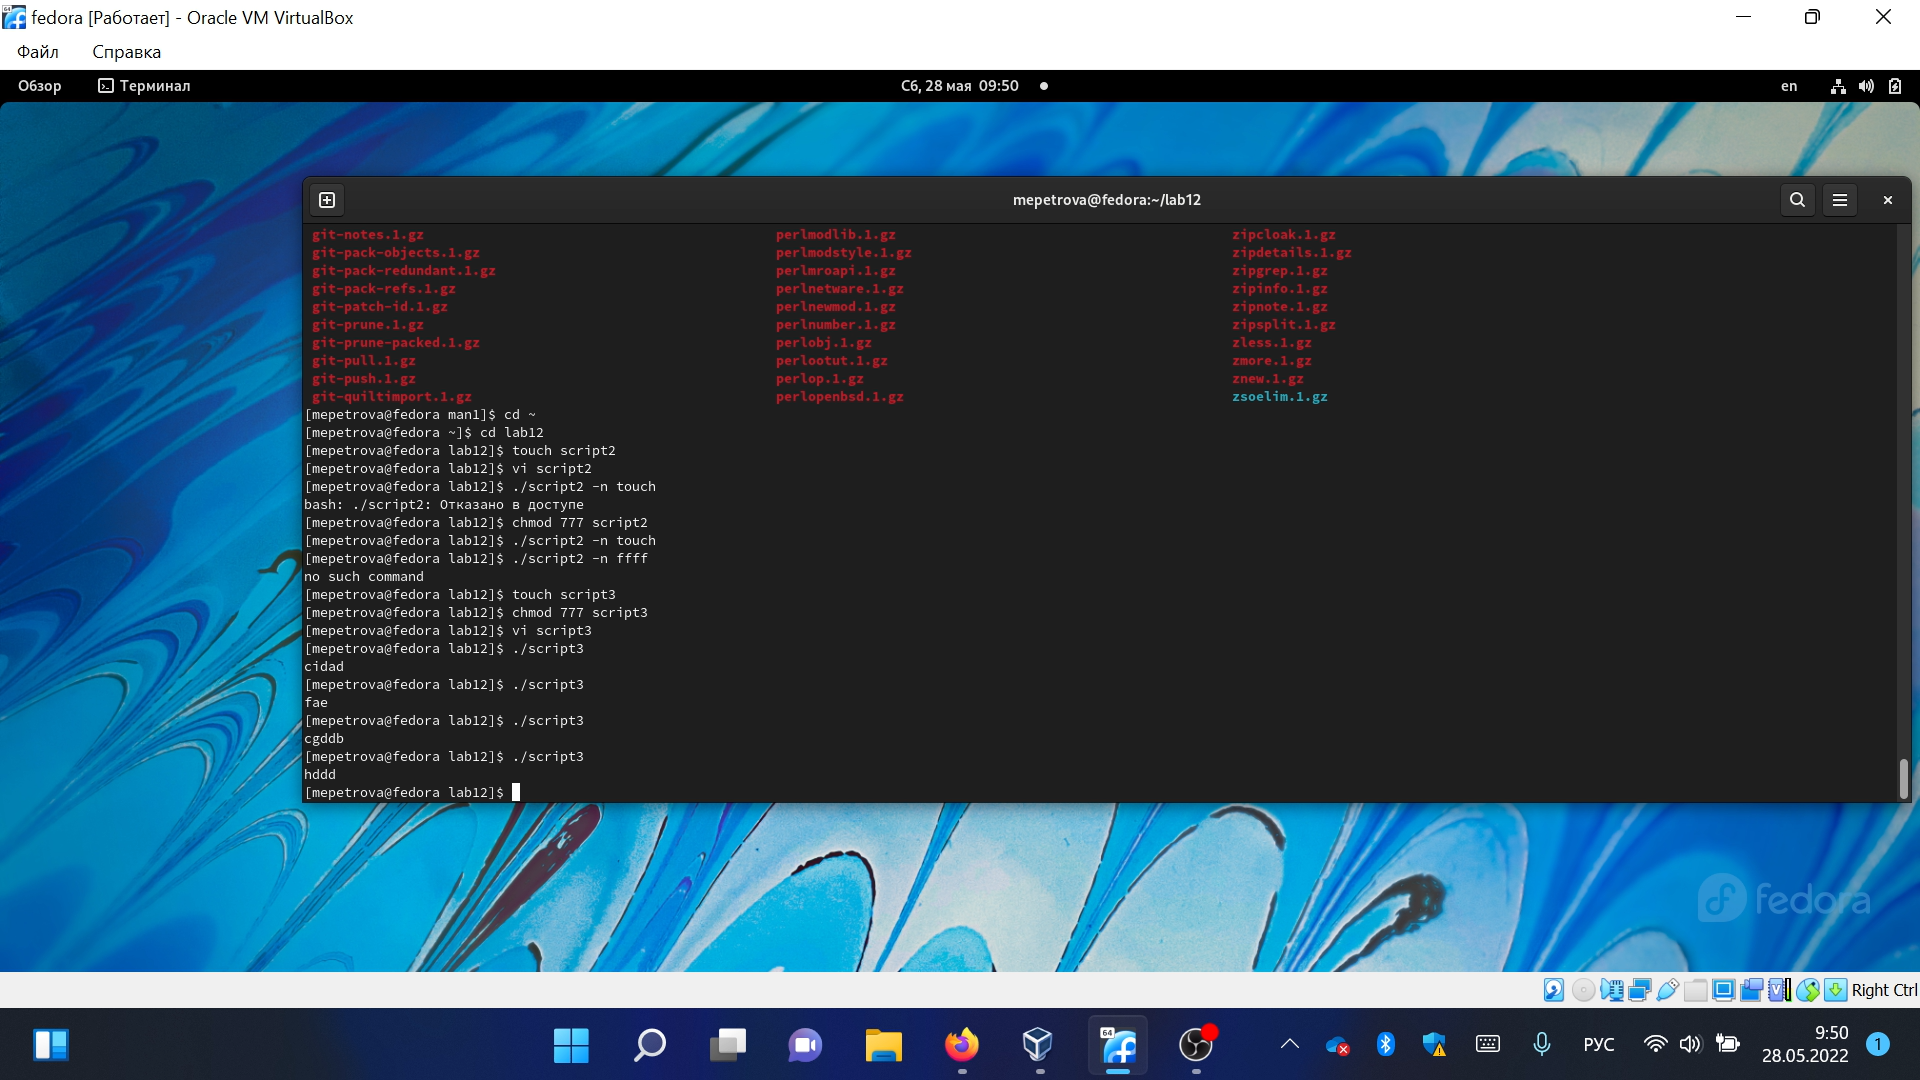 fedora [Работает] - Oracle VM VirtualBox
Файл Справка
Обзор Терминал Сб, 28 мая 09:50 en
mepetrova@fedora:~/lab12
git-notes.1.gz perlmodlib.1.gz zipcloak.1.gz
git-pack-objects.1.gz perlmodstyle.1.gz zipdetails.1.gz
git-pack-redundant.1.gz perlmroapi.1.gz zipgrep.1.gz
git-pack-refs.1.gz perlnetware.1.gz zipinfo.1.gz
git-patch-id.1.gz perlnewmod.1.gz zipnote.1.gz
git-prune.1.gz perlnumber.1.gz zipsplit.1.gz
git-prune-packed.1.gz perlobj.1.gz zless.1.gz
git-pull.1.gz perlootut.1.gz zmore.1.gz
git-push.1.gz perlop.1.gz znew.1.gz
git-quiltimport.1.gz perlopenbsd.1.gz zsoelim.1.gz
[mepetrova@fedora man1]$ cd ~
[mepetrova@fedora ~]$ cd lab12
[mepetrova@fedora lab12]$ touch script2
[mepetrova@fedora lab12]$ vi script2
[mepetrova@fedora lab12]$ ./script2 -n touch
bash: ./script2: Отказано в доступе
[mepetrova@fedora lab12]$ chmod 777 script2
[mepetrova@fedora lab12]$ ./script2 -n touch
[mepetrova@fedora lab12]$ ./script2 -n ffff
no such command
[mepetrova@fedora lab12]$ touch script3
[mepetrova@fedora lab12]$ chmod 777 script3
[mepetrova@fedora lab12]$ vi script3
[mepetrova@fedora lab12]$ ./script3
cidad
[mepetrova@fedora lab12]$ ./script3
fae
[mepetrova@fedora lab12]$ ./script3
cgddb
[mepetrova@fedora lab12]$ ./script3
hddd
[mepetrova@fedora lab12]$
fedora
Right Ctrl
64
РУС
9:50
28.05.2022
1